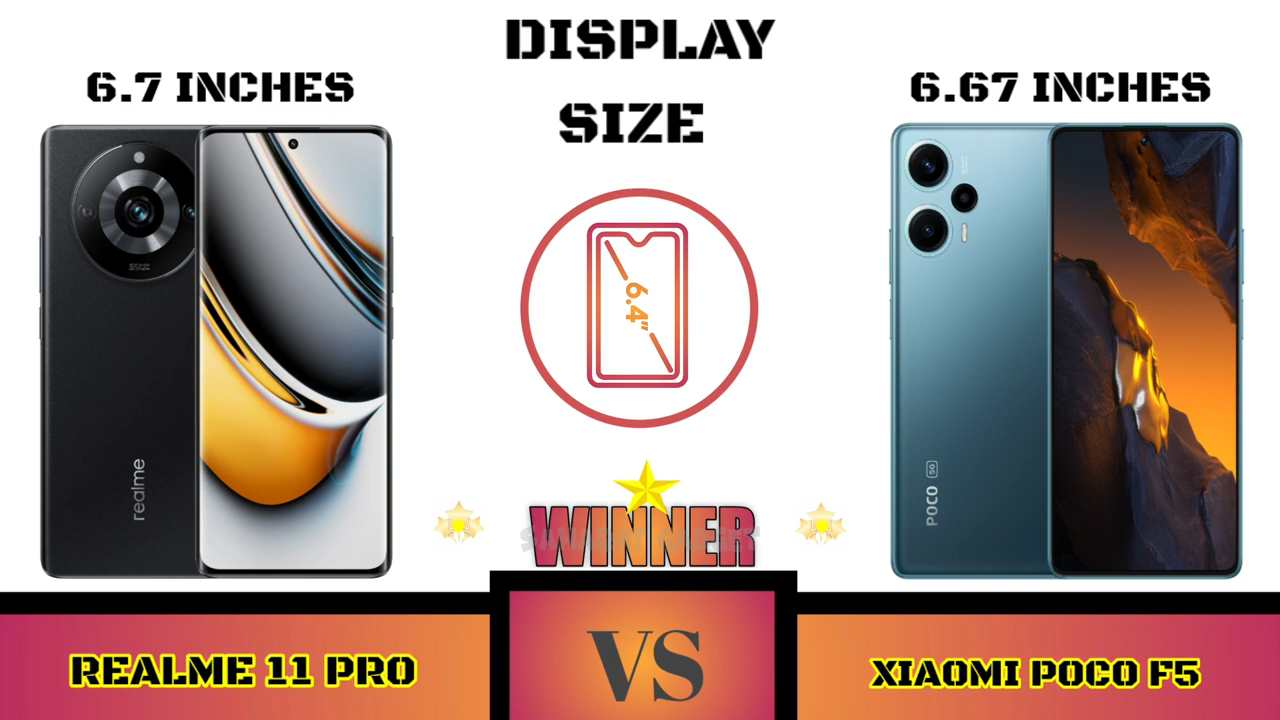 DISPLAY
SIZE
6.7 INCHES
6.67 INCHES
6.4"
realme
POCO 5G
WINNER
REALME 11 PRO
VS
XIAOMI POCO F5